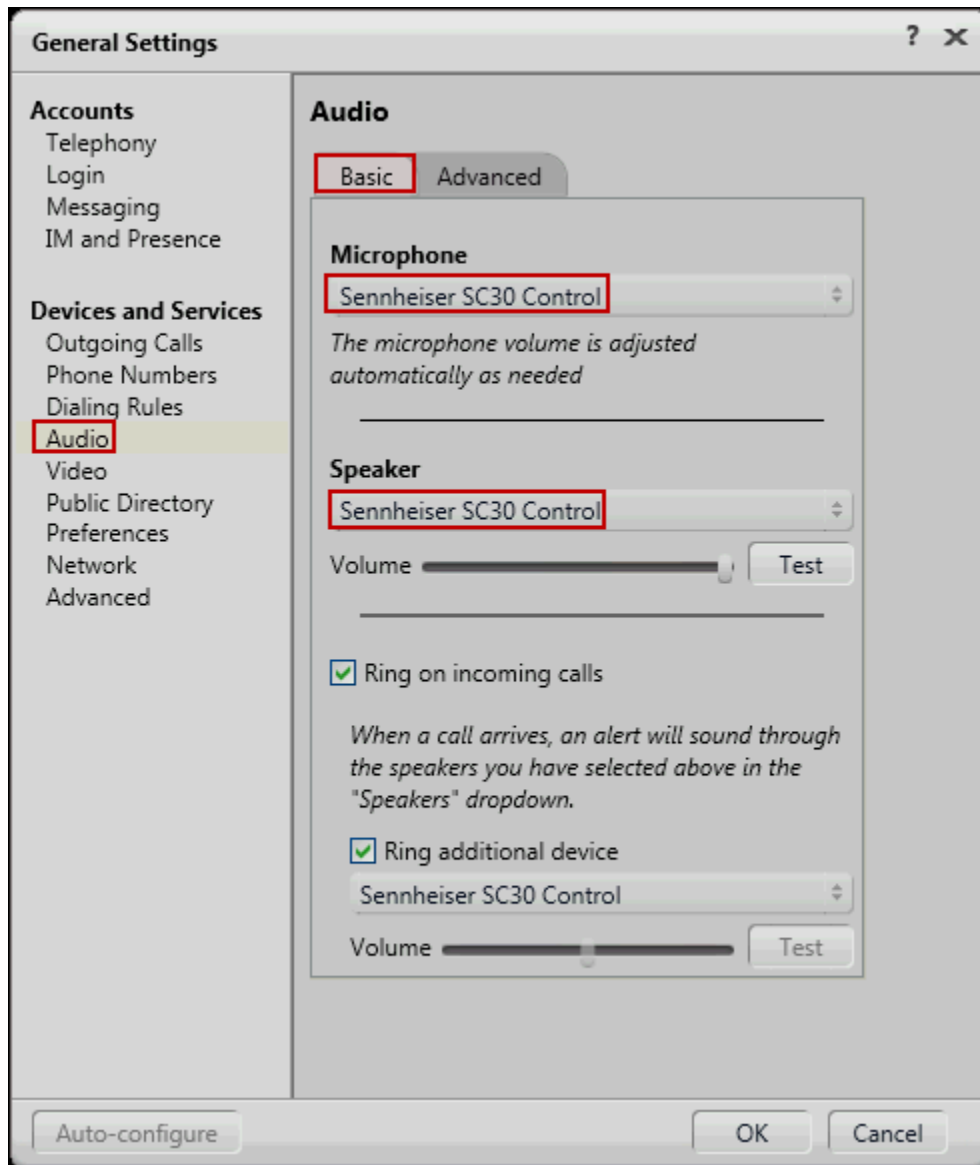 General Settings
?
Accounts
Telephony
Login
Messaging
IM and Presence
Devices and Services
Outgoing Calls
Phone Numbers
Dialing Rules
Audio
Video
Public Directory
Preferences
Network
Advanced
Audio
Basic Advanced
Microphone
Sennheiser SC30 Control
The microphone volume is adjusted
automatically as needed
Speaker
Sennheiser SC30 Control
Volume Test
Ring on incoming calls
When a call arrives, an alert will sound through
the speakers you have selected above in the
"Speakers" dropdown.
Ring additional device
Sennheiser SC30 Control
Volume Test
Auto-configure OK Cancel